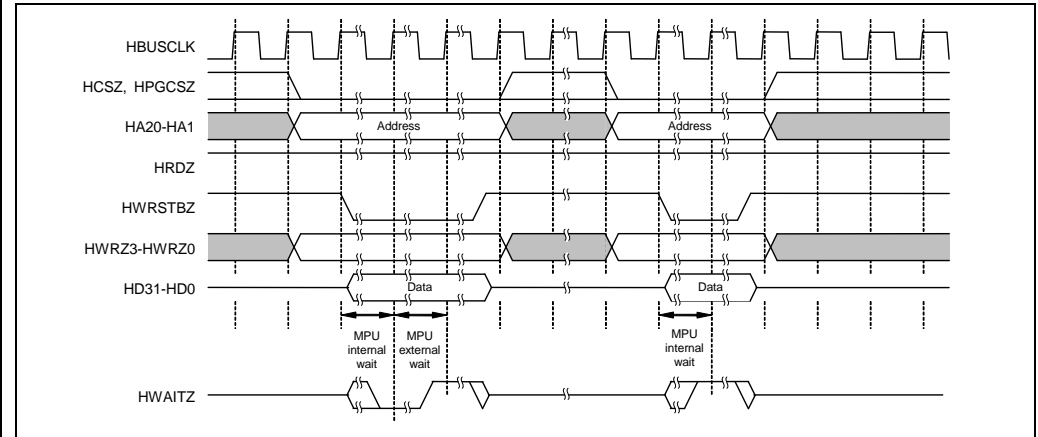 HBUSCLK
HCSZ, HPGCSZ
HA20-HA1
Address
Address
HRDZ
HWRSTBZ
HWRZ3-HWRZ0
HD31-HD0
Data
Data
MPU
internal
wait
MPU
external
wait
MPU
internal
wait
HWAITZ